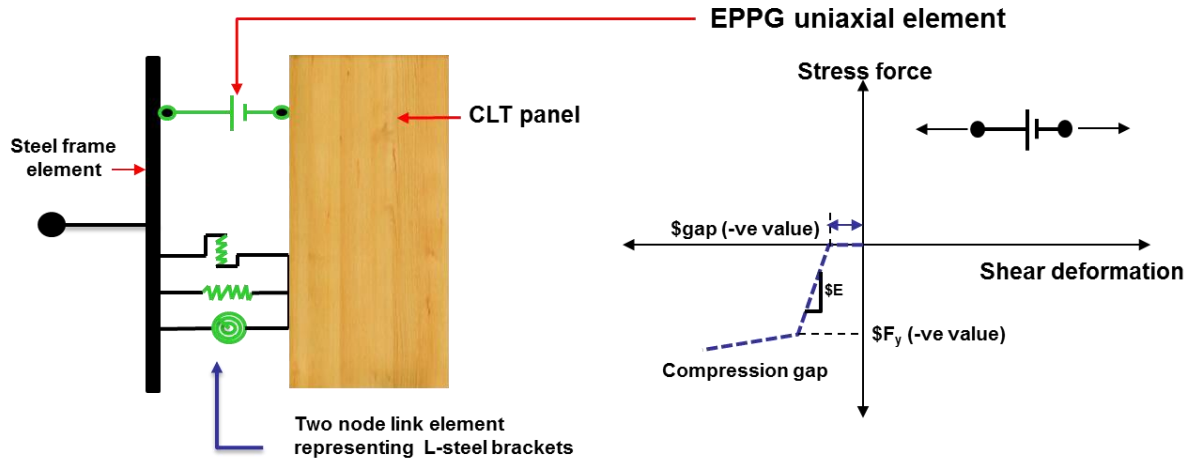 EPPG uniaxial element
Stress force
CLT panel
Steel frame
element
$gap (-ve value)
Shear deformation
$E
$Fy (-ve value)
Compression gap
Two node link element
representing L-steel brackets